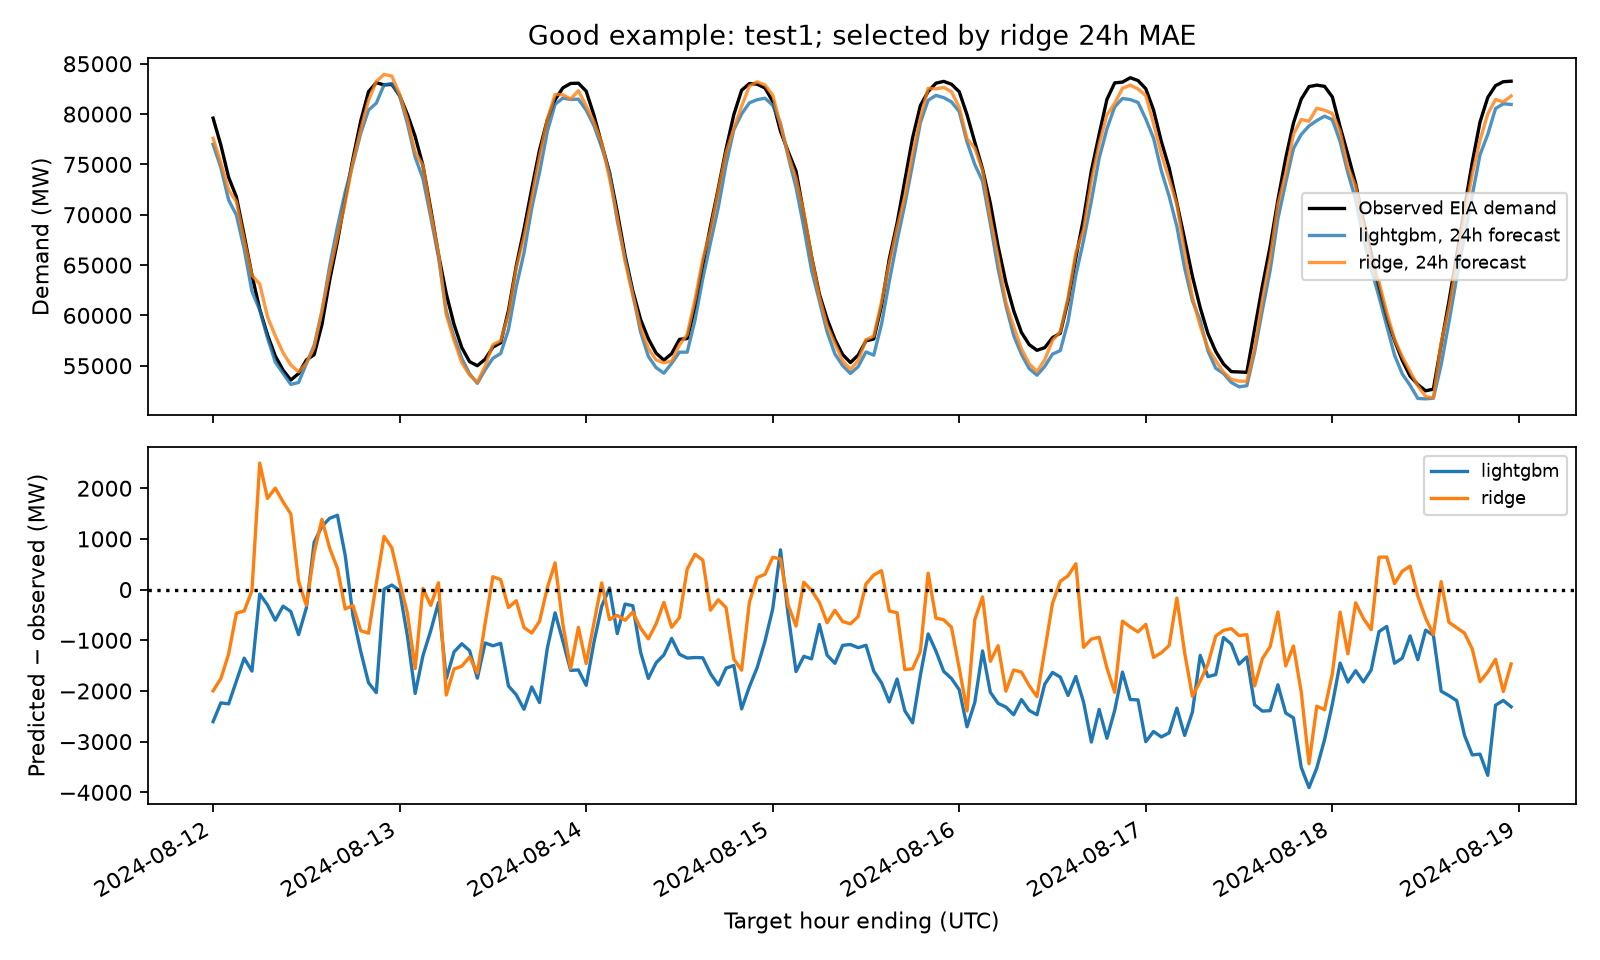 Good example: test1; selected by ridge 24h MAE
Demand (MW)
85000
80000
75000
70000
65000
60000
55000
Observed EIA demand
lightgbm, 24h forecast
ridge, 24h forecast
Predicted − observed (MW)
2000
1000
0
−1000
−2000
−3000
−4000
lightgbm
ridge
2024-08-12
2024-08-13
2024-08-14
2024-08-15
2024-08-16
2024-08-17
2024-08-18
2024-08-19
Target hour ending (UTC)